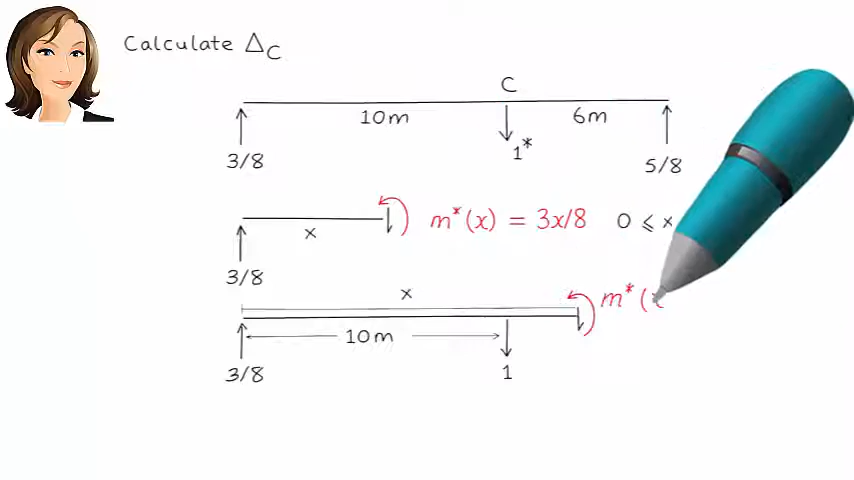 Calculate Δ_C
C
10m 6m
1*
3/8 5/8
m*(x) = 3x/8 0 ⩽ x
x
3/8
x
m*(
10m
3/8 1